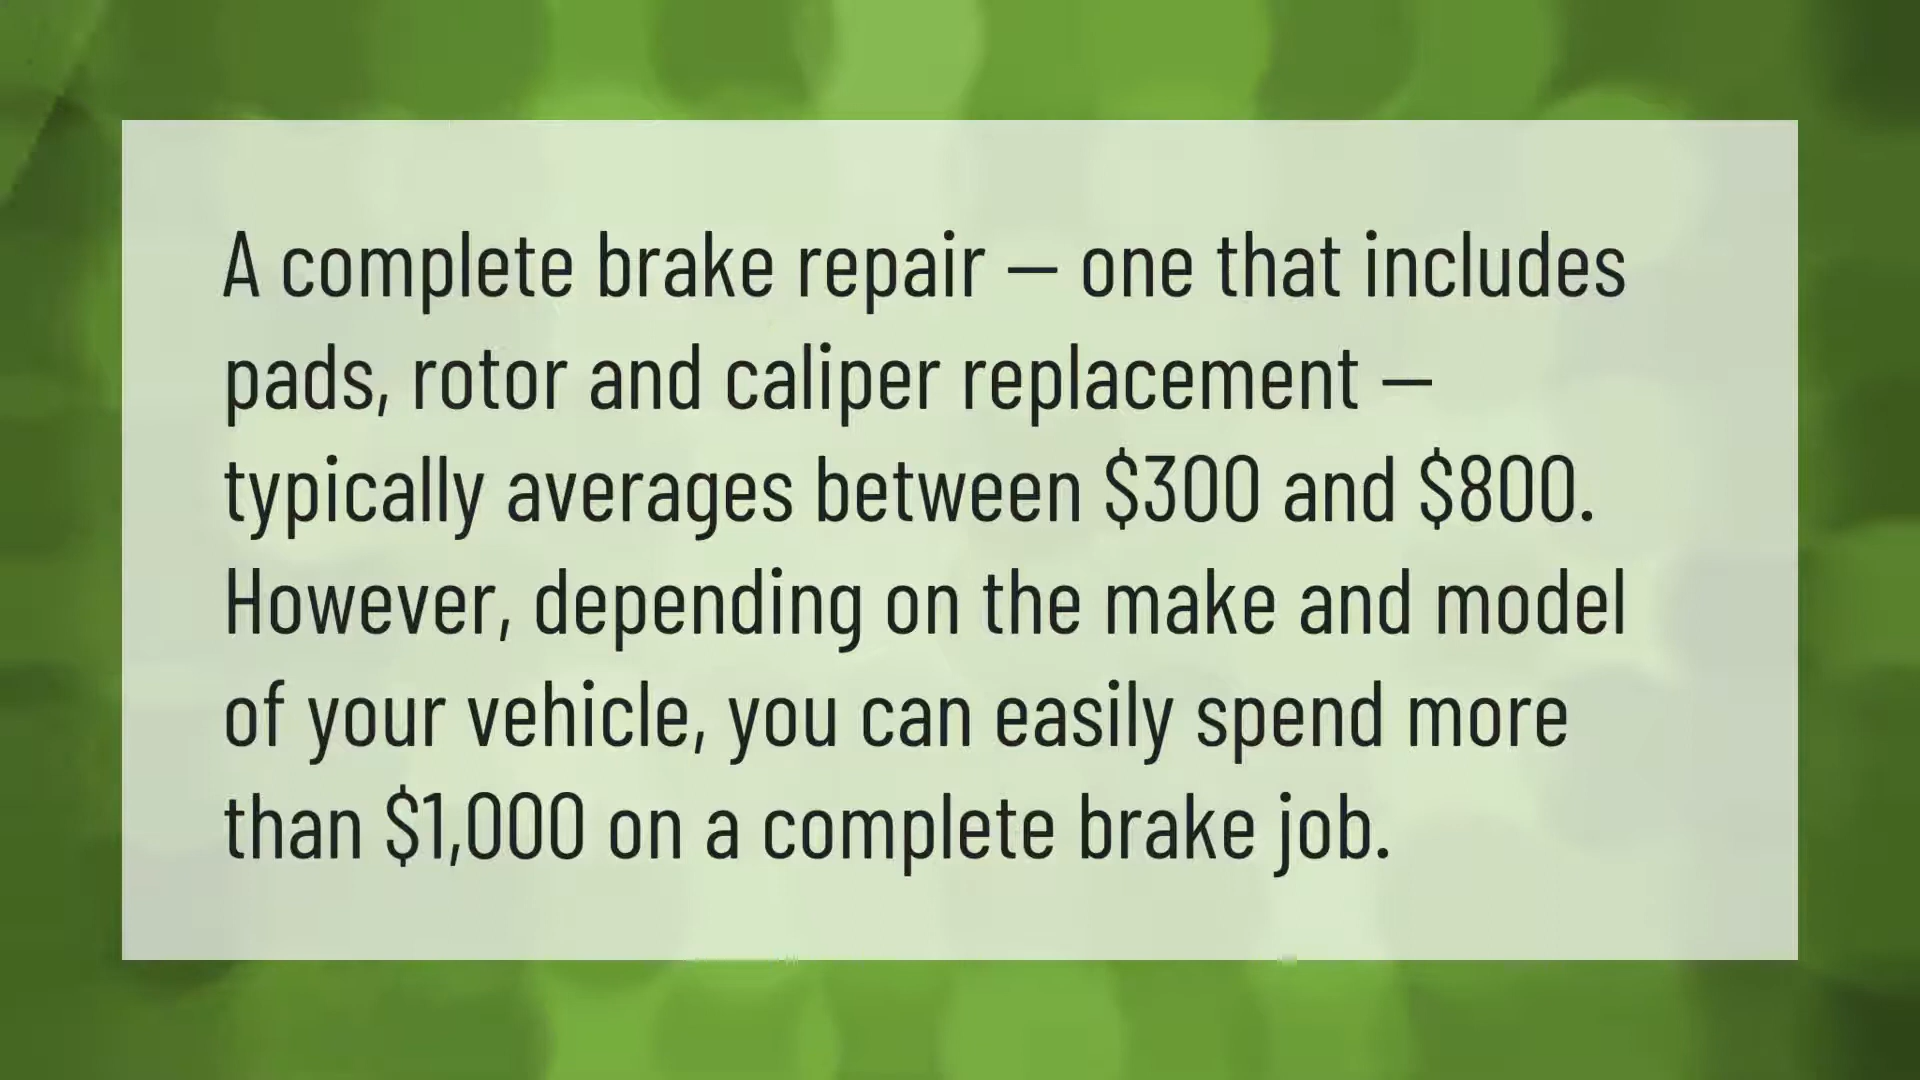 A complete brake repair – one that includes
pads, rotor and caliper replacement –
typically averages between $300 and $800.
However, depending on the make and model
of your vehicle, you can easily spend more
than $1,000 on a complete brake job.